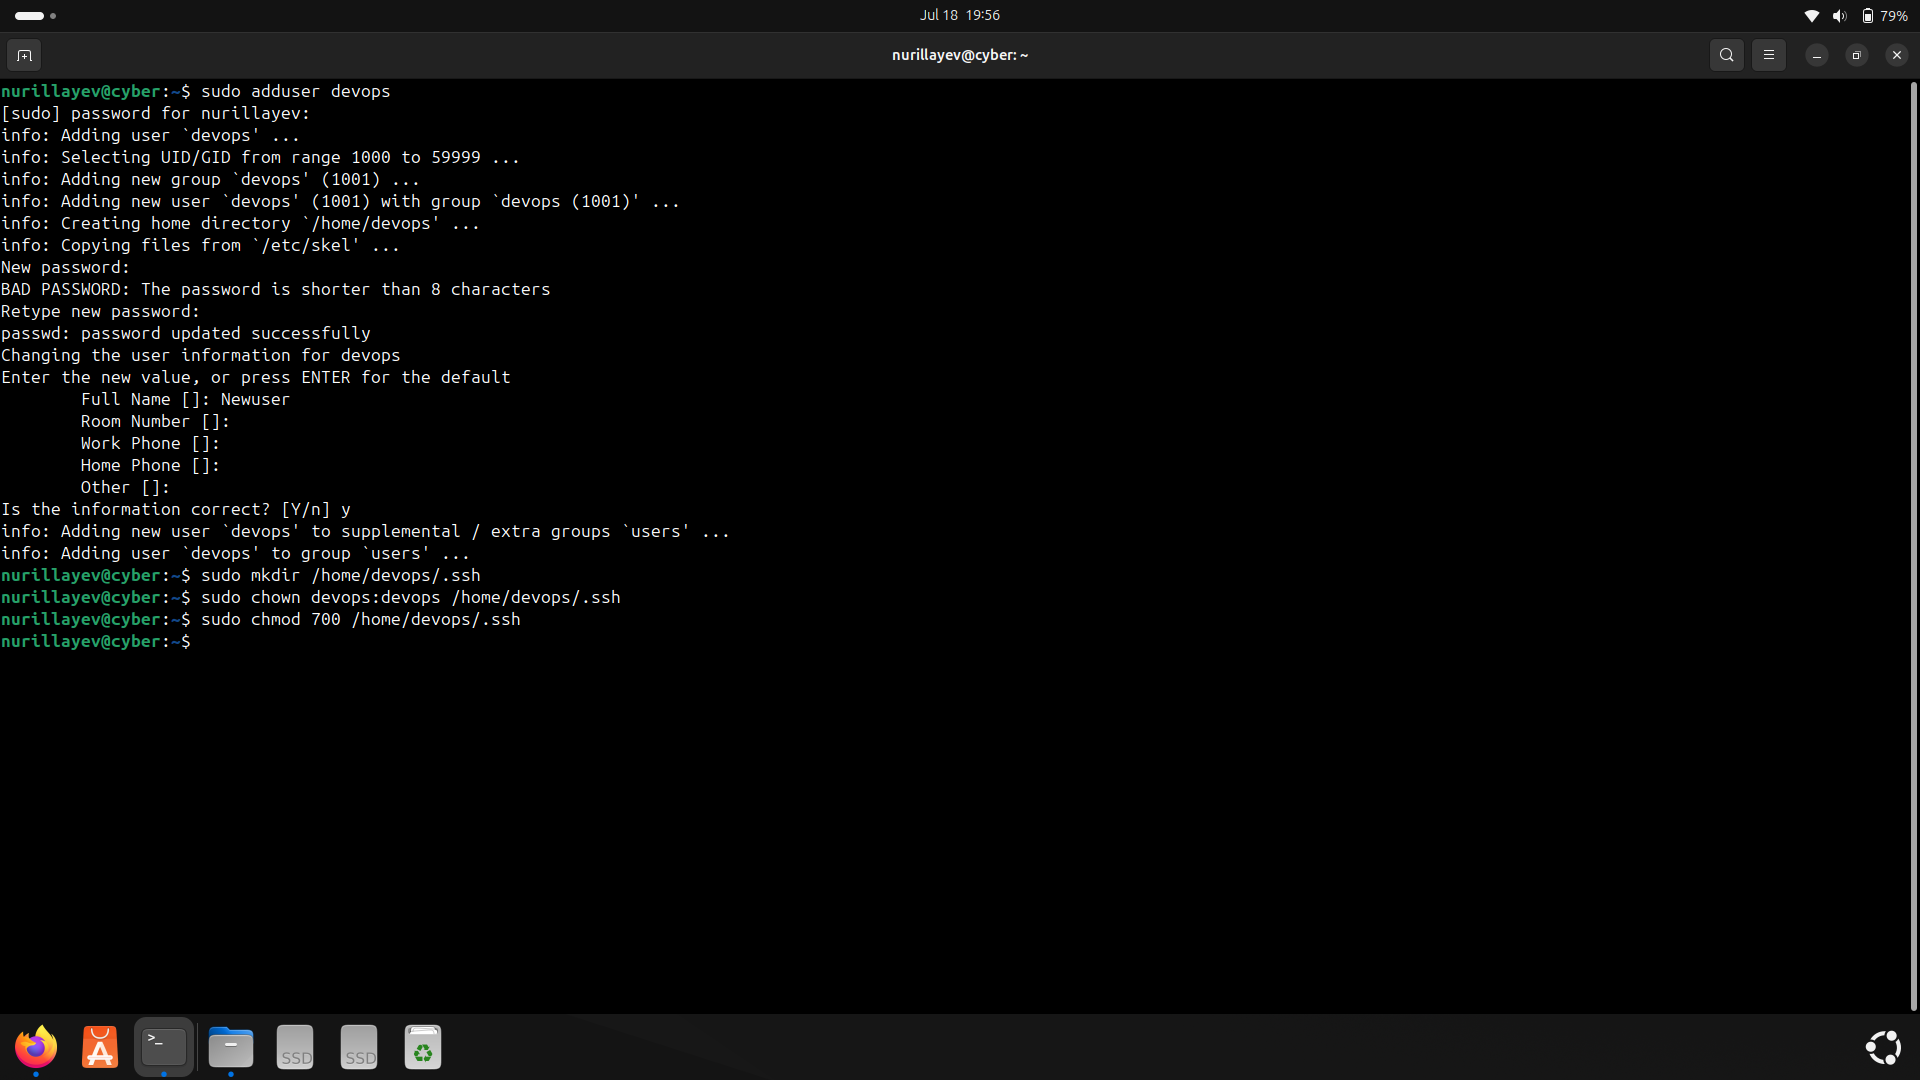 Jul 18 19:56
79%
nurillayev@cyber: ~
nurillayev@cyber:~$ sudo adduser devops
[sudo] password for nurillayev:
info: Adding user `devops' ...
info: Selecting UID/GID from range 1000 to 59999 ...
info: Adding new group `devops' (1001) ...
info: Adding new user `devops' (1001) with group `devops (1001)' ...
info: Creating home directory `/home/devops' ...
info: Copying files from `/etc/skel' ...
New password:
BAD PASSWORD: The password is shorter than 8 characters
Retype new password:
passwd: password updated successfully
Changing the user information for devops
Enter the new value, or press ENTER for the default
        Full Name []: Newuser
        Room Number []:
        Work Phone []:
        Home Phone []:
        Other []:
Is the information correct? [Y/n] y
info: Adding new user `devops' to supplemental / extra groups `users' ...
info: Adding user `devops' to group `users' ...
nurillayev@cyber:~$ sudo mkdir /home/devops/.ssh
nurillayev@cyber:~$ sudo chown devops:devops /home/devops/.ssh
nurillayev@cyber:~$ sudo chmod 700 /home/devops/.ssh
nurillayev@cyber:~$
>_
SSD
SSD